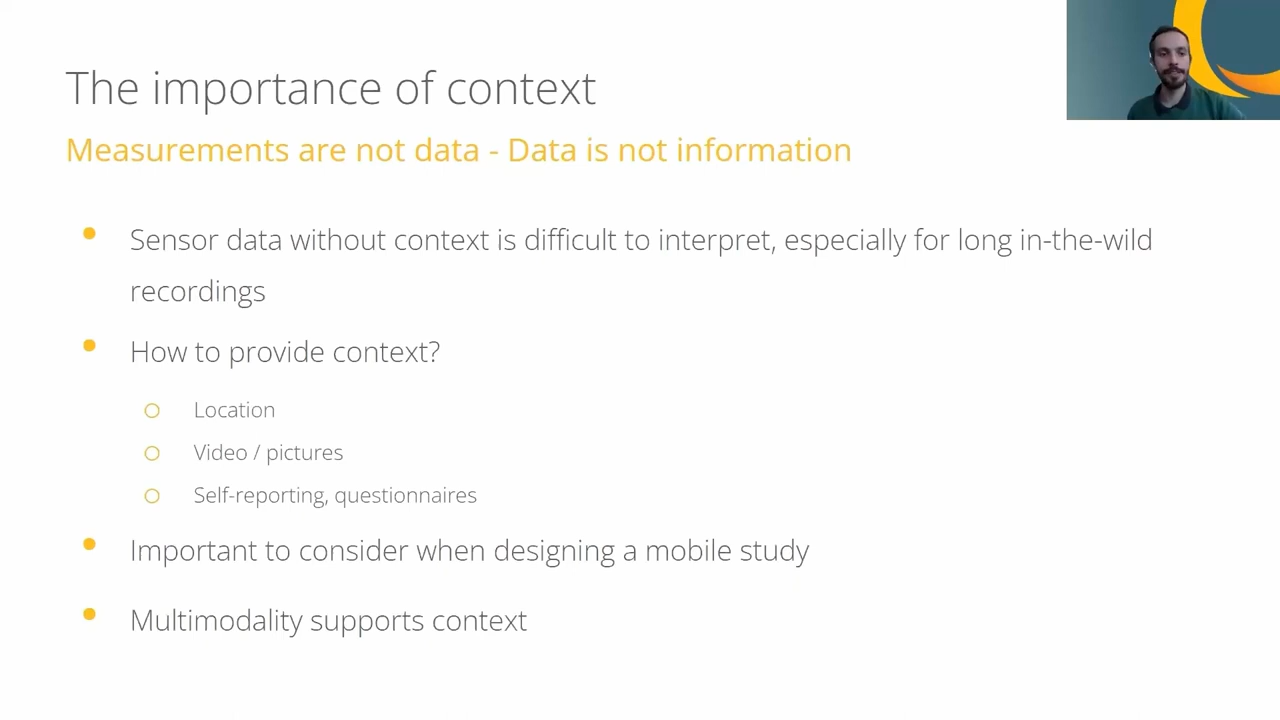 The importance of context
Measurements are not data - Data is not information
Sensor data without context is difficult to interpret, especially for long in-the-wild
recordings
How to provide context?
Location
Video / pictures
Self-reporting, questionnaires
Important to consider when designing a mobile study
Multimodality supports context